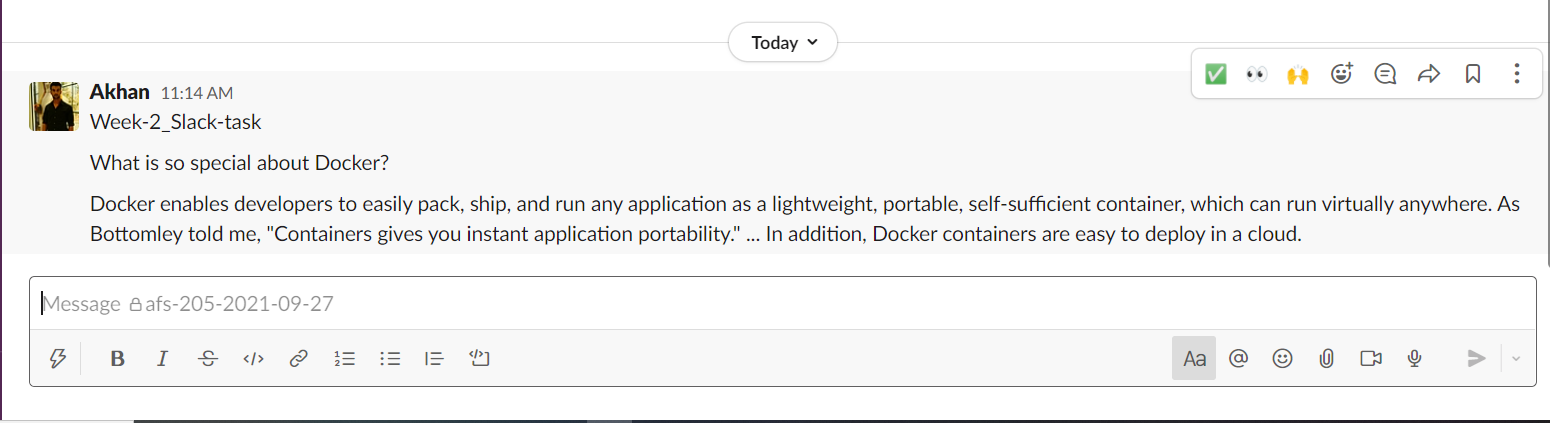 Today
Akhan 11:14 AM
Week-2_Slack-task
What is so special about Docker?
Docker enables developers to easily pack, ship, and run any application as a lightweight, portable, self-sufficient container, which can run virtually anywhere. As
Bottomley told me, "Containers gives you instant application portability." ... In addition, Docker containers are easy to deploy in a cloud.
Message afs-205-2021-09-27
B I S </> Aa @